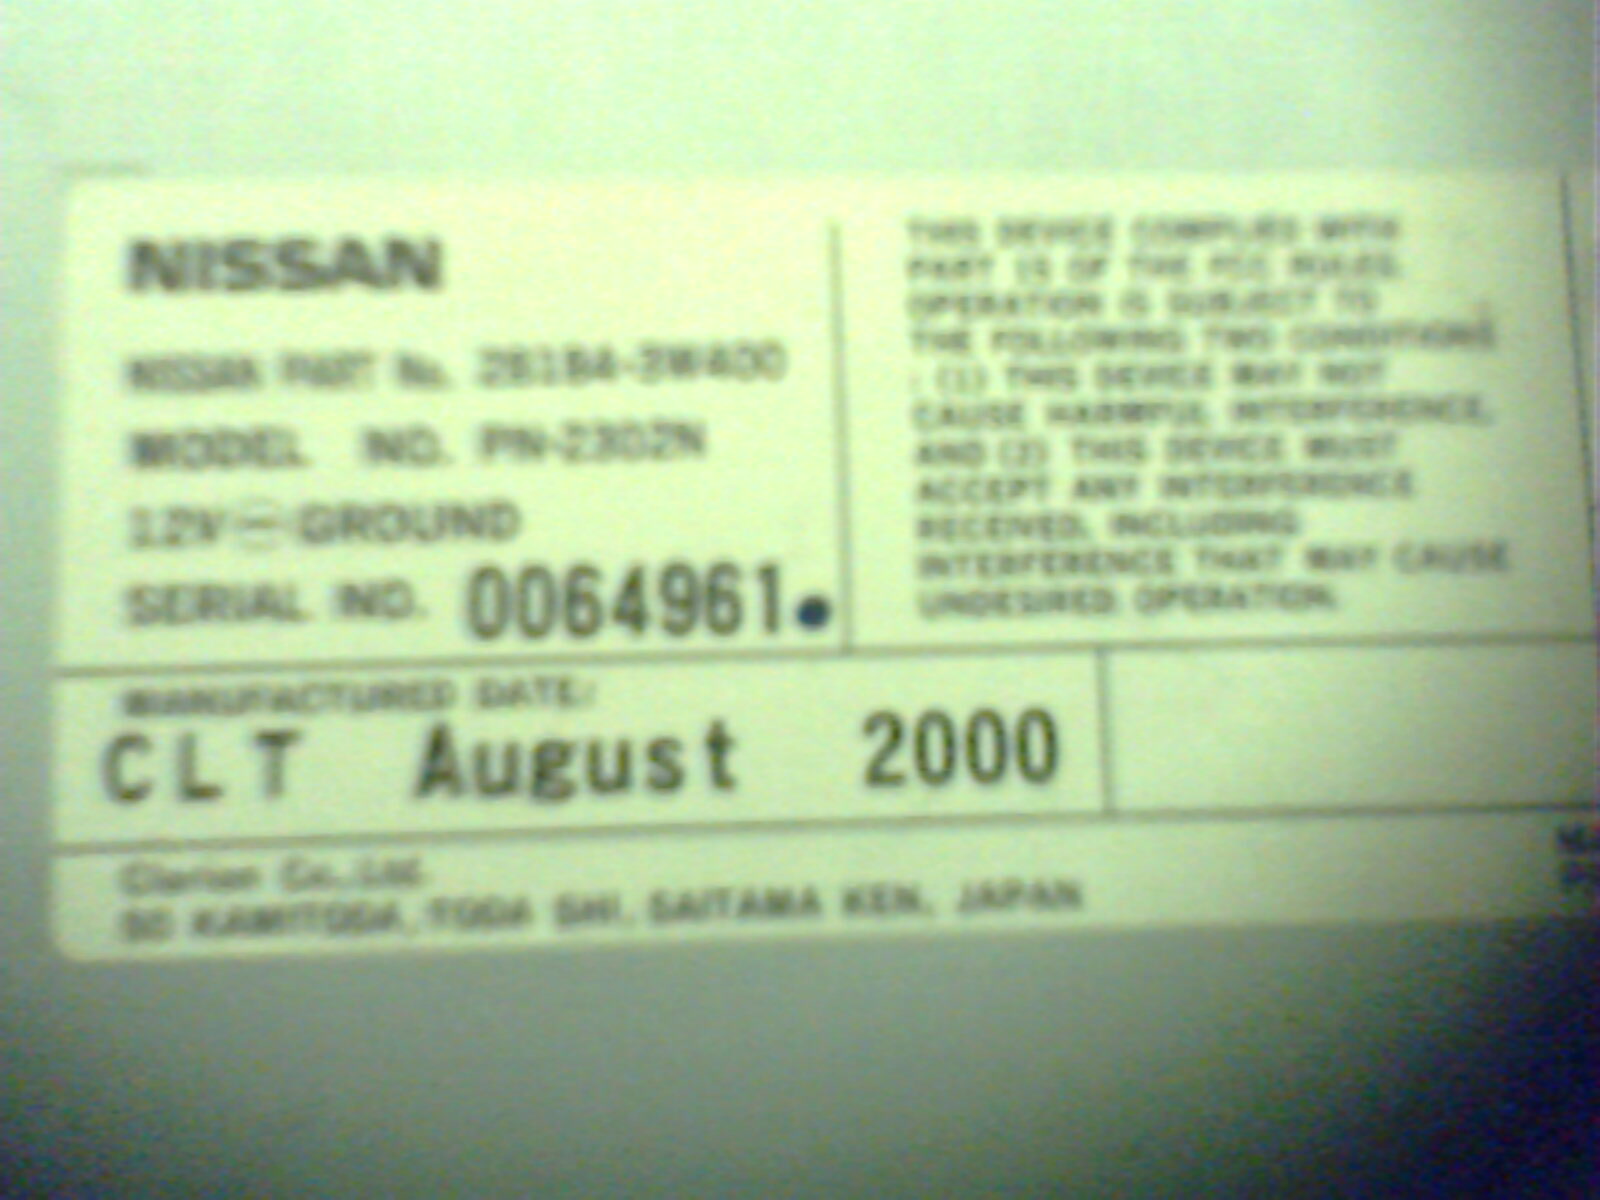 NISSAN
NISSAN PART No. 28184-3W400
MODEL NO. PN-2302N
12V ⊖ GROUND
SERIAL NO. 0064961
THIS DEVICE COMPLIES WITH
PART 15 OF THE FCC RULES.
OPERATION IS SUBJECT TO
THE FOLLOWING TWO CONDITIONS
: (1) THIS DEVICE MAY NOT
CAUSE HARMFUL INTERFERENCE,
AND (2) THIS DEVICE MUST
ACCEPT ANY INTERFERENCE
RECEIVED, INCLUDING
INTERFERENCE THAT MAY CAUSE
UNDESIRED OPERATION.
MANUFACTURED DATE:
CLT August 2000
Clarion Co., Ltd.
50 KAMITODA, TODA SHI, SAITAMA KEN, JAPAN